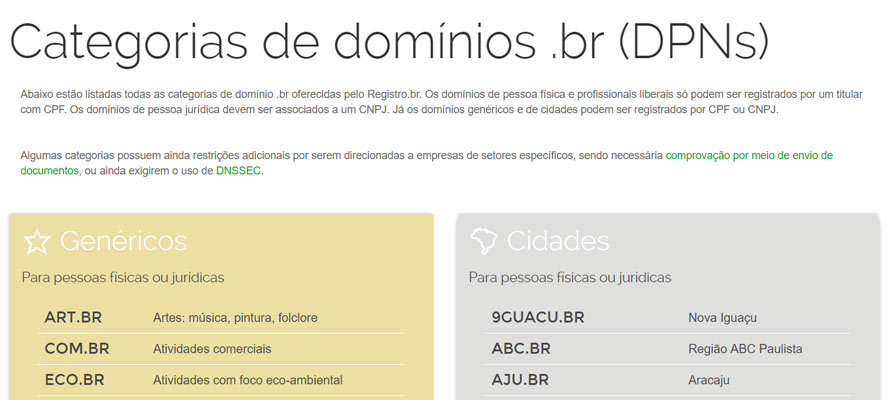 Categorias de domínios .br (DPNs)
Abaixo estão listadas todas as categorias de domínio .br oferecidas pelo Registro.br. Os domínios de pessoa física e profissionais liberais só podem ser registrados por um titular
com CPF. Os domínios de pessoa jurídica devem ser associados a um CNPJ. Já os domínios genéricos e de cidades podem ser registrados por CPF ou CNPJ.
Algumas categorias possuem ainda restrições adicionais por serem direcionadas a empresas de setores específicos, sendo necessária comprovação por meio de envio de
documentos, ou ainda exigirem o uso de DNSSEC.
Genéricos
Para pessoas físicas ou jurídicas
ART.BR Artes: música, pintura, folclore
COM.BR Atividades comerciais
ECO.BR Atividades com foco eco-ambiental
Cidades
Para pessoas físicas ou jurídicas
9GUACU.BR Nova Iguaçu
ABC.BR Região ABC Paulista
AJU.BR Aracaju